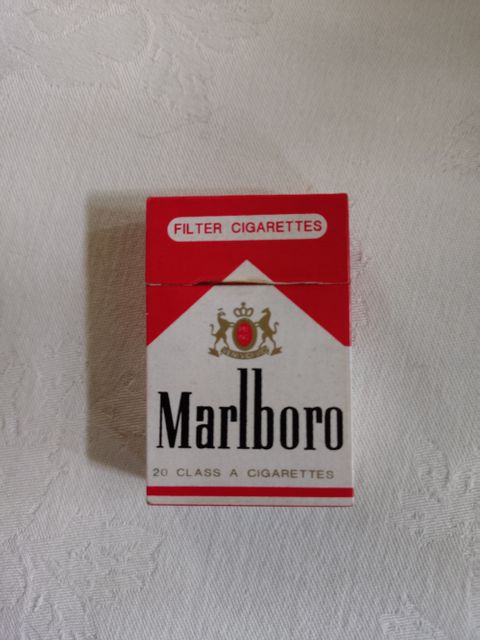 FILTER CIGARETTES
Marlboro
20 CLASS A CIGARETTES